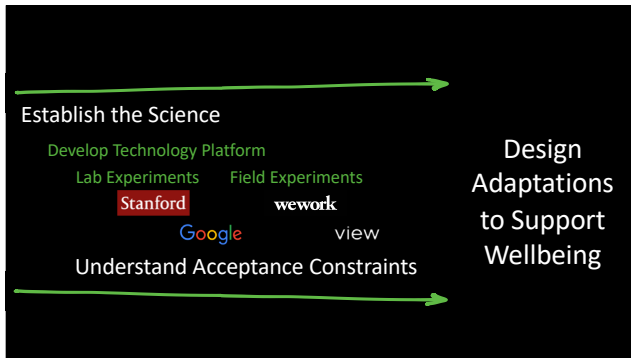 Establish the Science
Develop Technology Platform
Lab Experiments Field Experiments
Stanford wework
Google view
Understand Acceptance Constraints
Design
Adaptations
to Support
Wellbeing